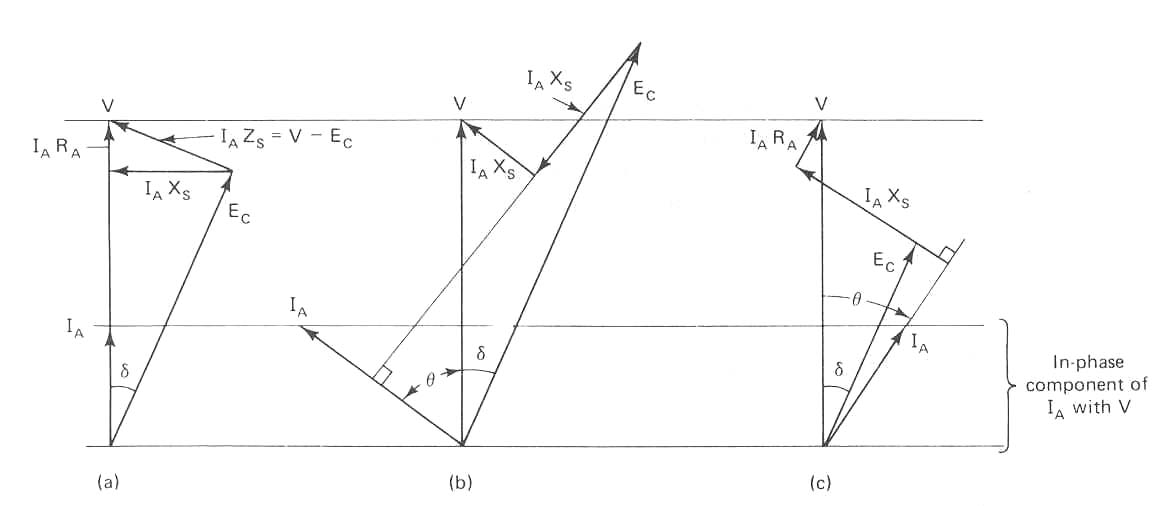 V
I_A R_A
I_A Z_S = V − E_C
I_A X_S
E_C
I_A
δ
(a)
V
I_A X_S
E_C
I_A X_S
I_A
θ
δ
(b)
V
I_A R_A
I_A X_S
E_C
θ
I_A
δ
(c)
In-phase
component of
I_A with V